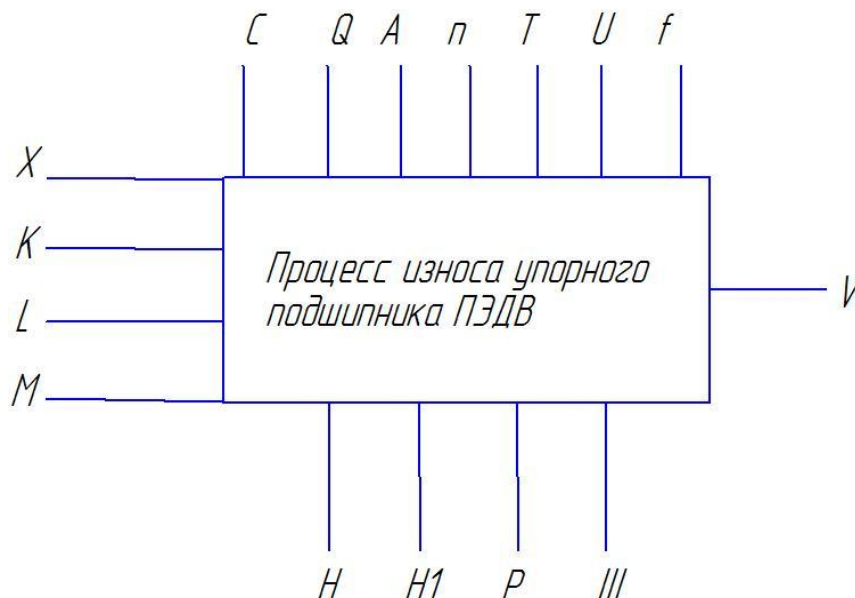 C Q A n T U f
X
K
L
M
Процесс износа упорного
подшипника ПЭДВ
V
H H1 P Ш